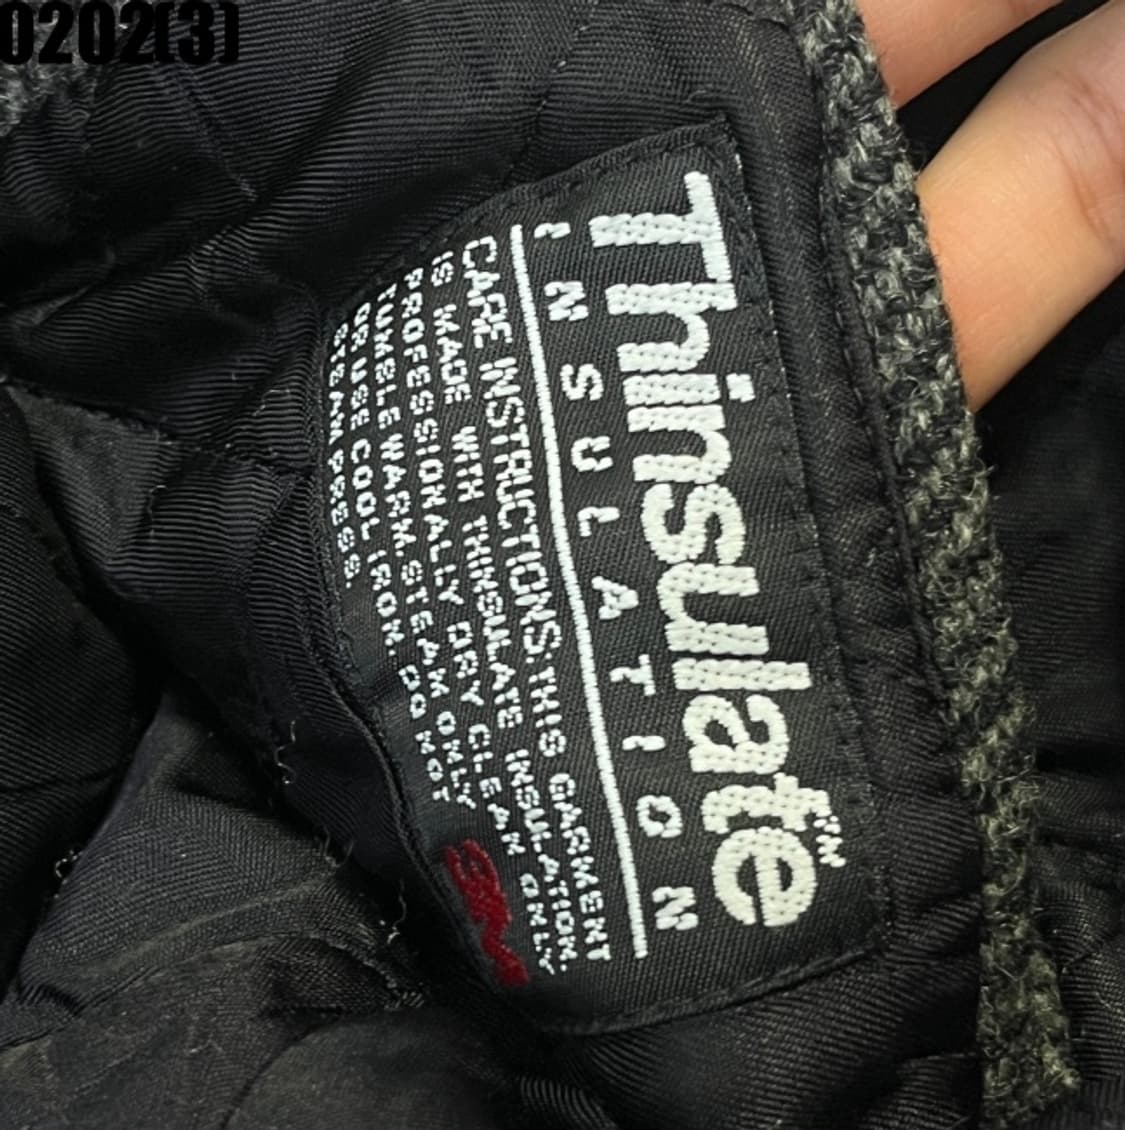 0202(3)
Thinsulate™
INSULATION
CARE INSTRUCTIONS: THIS GARMENT
IS MADE WITH THINSULATE INSULATION.
PROFESSIONALLY DRY CLEAN ONLY
TUMBLE WARM. STEAM ONLY
OR USE COOL IRON. DO NOT
STEAM PRESS.
3M